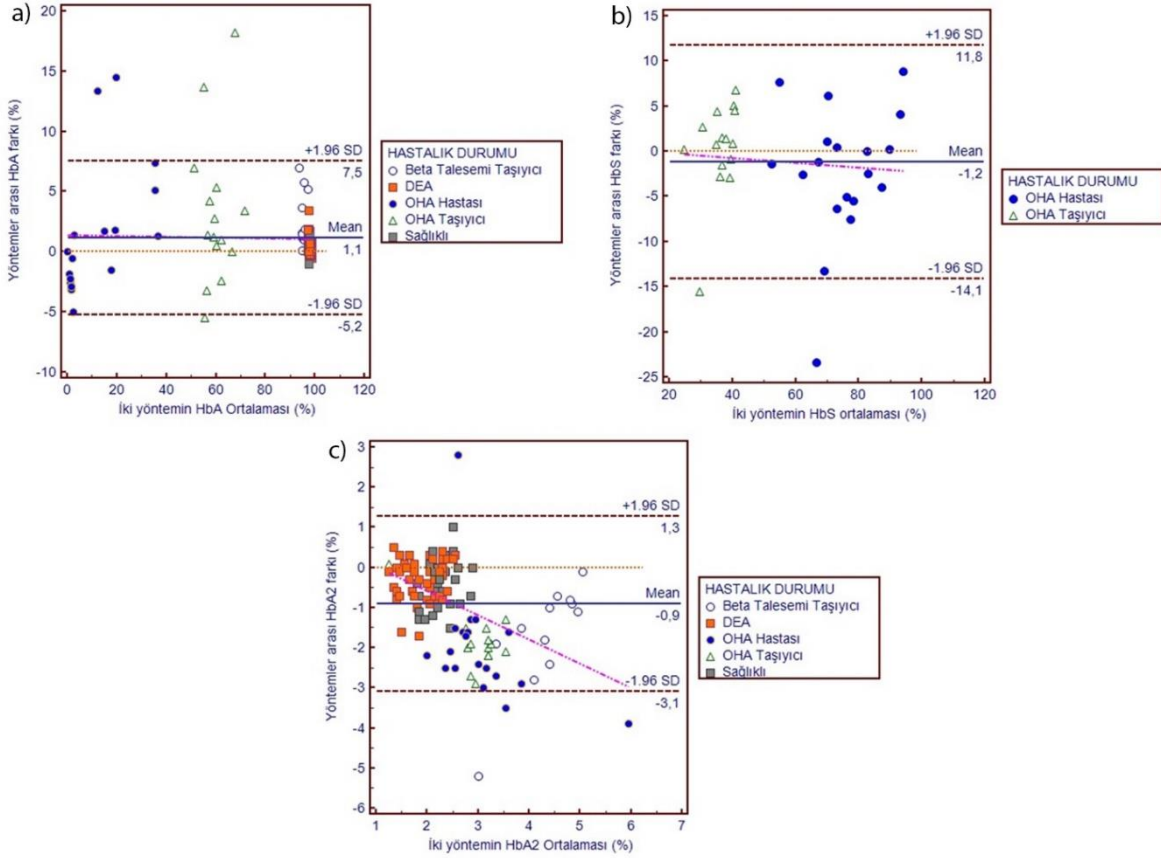 a)
Yöntemler arası HbA farkı (%)
20
15
10
5
0
-5
-10
+1.96 SD
7,5
Mean
1,1
-1.96 SD
-5,2
0 20 40 60 80 100 120
İki yöntemin HbA Ortalaması (%)
HASTALIK DURUMU
Beta Talesemi Taşıyıcı
DEA
OHA Hastası
OHA Taşıyıcı
Sağlıklı
b)
Yöntemler arası HbS farkı (%)
15
10
5
0
-5
-10
-15
-20
-25
+1.96 SD
11,8
Mean
-1,2
-1.96 SD
-14,1
20 40 60 80 100 120
İki yöntemin HbS ortalaması (%)
HASTALIK DURUMU
OHA Hastası
OHA Taşıyıcı
c)
Yöntemler arası HbA2 farkı (%)
3
2
1
0
-1
-2
-3
-4
-5
-6
+1.96 SD
1,3
Mean
-0,9
-1.96 SD
-3,1
1 2 3 4 5 6 7
İki yöntemin HbA2 Ortalaması (%)
HASTALIK DURUMU
Beta Talesemi Taşıyıcı
DEA
OHA Hastası
OHA Taşıyıcı
Sağlıklı